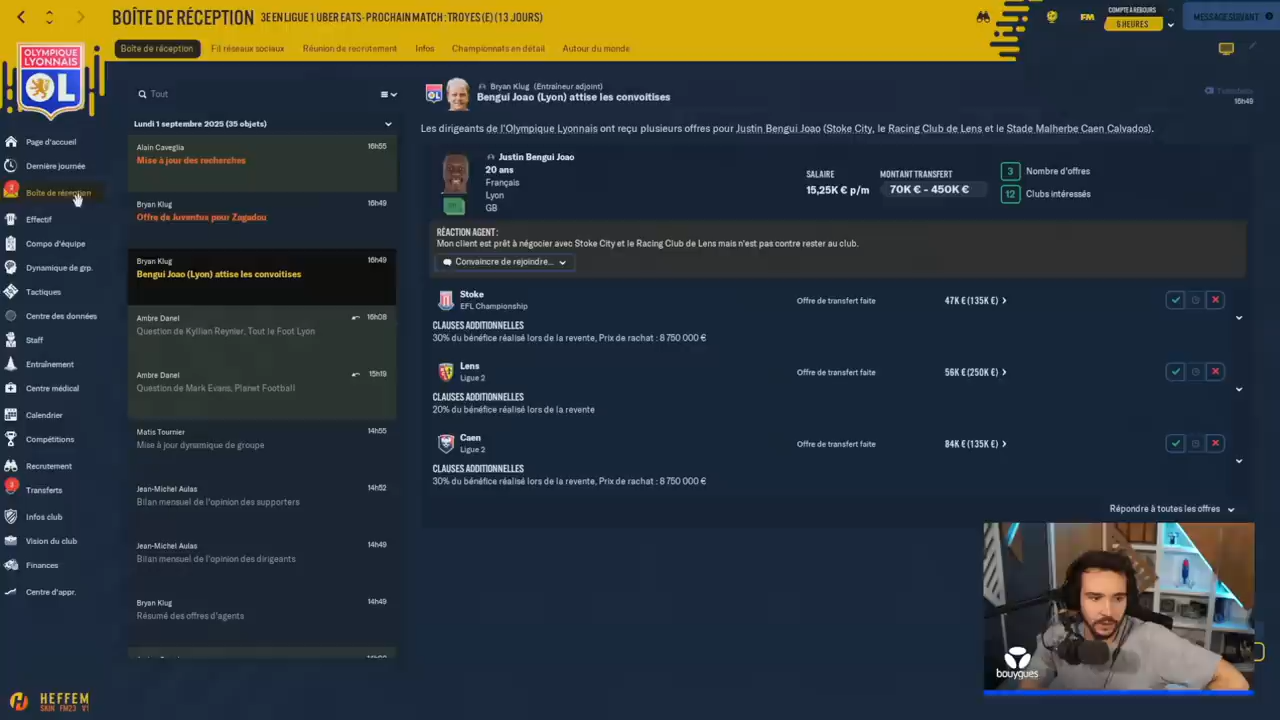 BOÎTE DE RÉCEPTION
3E EN LIGUE 1 UBER EATS - PROCHAIN MATCH : TROYES (E) (13 JOURS)
FM
COMPTE À REBOURS
5 HEURES
MESSAGE SUIVANT
OLYMPIQUE
LYONNAIS
OL
Boîte de réception
Fil réseaux sociaux
Réunion de recrutement
Infos
Championnats en détail
Autour du monde
Page d'accueil
Dernière journée
Boîte de réception
Effectif
Compo d'équipe
Dynamique de grp.
Tactiques
Centre des données
Staff
Entraînement
Centre médical
Calendrier
Compétitions
Recrutement
Transferts
Infos club
Vision du club
Finances
Centre d'appr.
HEFFEM
SKIN FM23 V1
Tout
Lundi 1 septembre 2025 (35 objets)
Alain Caveglia 16h55
Mise à jour des recherches
Bryan Klug 16h49
Offre de Juventus pour Zagadou
Bryan Klug 16h49
Bengui Joao (Lyon) attise les convoitises
Ambre Danel 16h08
Question de Kyllian Reynier, Tout le Foot Lyon
Ambre Danel 15h19
Question de Mark Evans, Planet Football
Matis Tournier 14h55
Mise à jour dynamique de groupe
Jean-Michel Aulas 14h52
Bilan mensuel de l'opinion des supporters
Jean-Michel Aulas 14h49
Bilan mensuel de l'opinion des dirigeants
Bryan Klug 14h49
Résumé des offres d'agents
Bryan Klug (Entraîneur adjoint)
Bengui Joao (Lyon) attise les convoitises
Transferts
16h49
Les dirigeants de l'Olympique Lyonnais ont reçu plusieurs offres pour Justin Bengui Joao (Stoke City, le Racing Club de Lens et le Stade Malherbe Caen Calvados).
Justin Bengui Joao
20 ans
Français
Lyon
GB
SALAIRE
15,25K € p/m
MONTANT TRANSFERT
70K € - 450K €
3 Nombre d'offres
12 Clubs intéressés
RÉACTION AGENT :
Mon client est prêt à négocier avec Stoke City et le Racing Club de Lens mais n'est pas contre rester au club.
Convaincre de rejoindre...
Stoke
EFL Championship
Offre de transfert faite
47K € (135K €)
CLAUSES ADDITIONNELLES
30% du bénéfice réalisé lors de la revente, Prix de rachat : 8 750 000 €
Lens
Ligue 2
Offre de transfert faite
56K € (250K €)
CLAUSES ADDITIONNELLES
20% du bénéfice réalisé lors de la revente
Caen
Ligue 2
Offre de transfert faite
84K € (135K €)
CLAUSES ADDITIONNELLES
30% du bénéfice réalisé lors de la revente, Prix de rachat : 8 750 000 €
Répondre à toutes les offres
bouygues